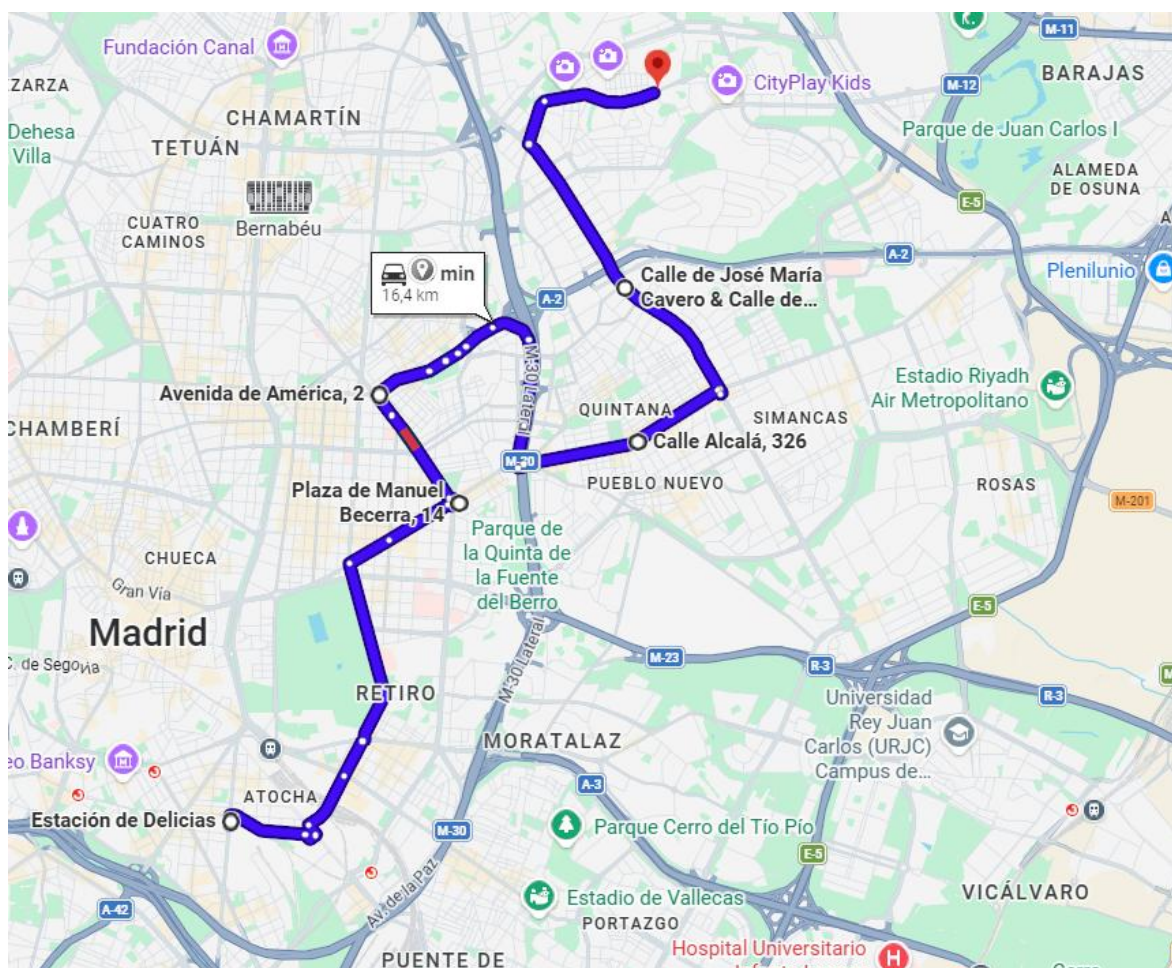 Fundación Canal
M-11
ZARZA
CityPlay Kids
BARAJAS
CHAMARTÍN
M-12
Dehesa
Villa
TETUÁN
Parque de Juan Carlos I
ALAMEDA
DE OSUNA
E-5
CUATRO
CAMINOS
Bernabéu
A-2
min
16,4 km
Calle de José María
Cavero & Calle de...
Plenilunio
A-2
Avenida de América, 2
M-30 Lateral
Estadio Riyadh
Air Metropolitano
CHAMBERÍ
QUINTANA
SIMANCAS
Calle Alcalá, 326
M-30
PUEBLO NUEVO
ROSAS
M-201
Plaza de Manuel
Becerra, 14
Parque de
la Quinta de
la Fuente
del Berro
CHUECA
Gran Vía
E-5
Madrid
C. de Segovia
M-30 Lateral
M-23
R-3
R-3
RETIRO
Universidad
Rey Juan
Carlos (URJC)
Campus de...
MORATALAZ
eo Banksy
ATOCHA
A-3
Estación de Delicias
M-30
Parque Cerro del Tío Pío
E-5
Av. de la Paz
A-42
Estadio de Vallecas
VICÁLVARO
PORTAZGO
Hospital Universitario
PUENTE DE